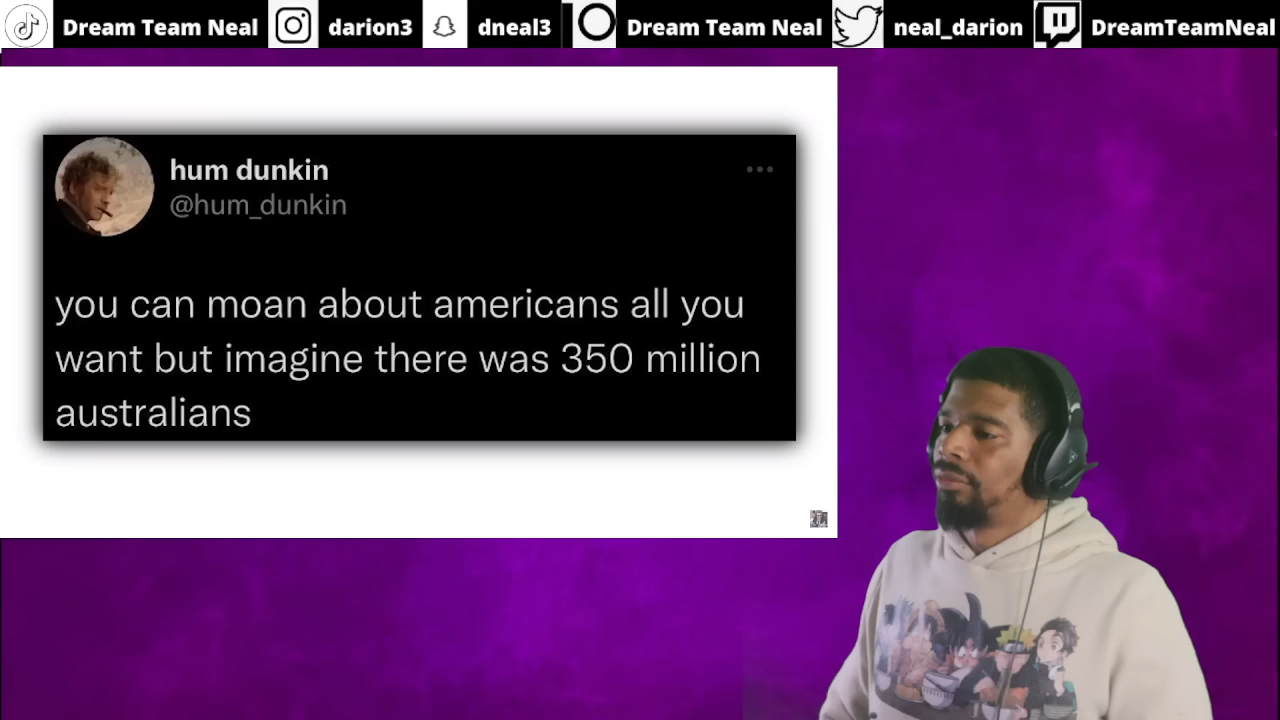 Dream Team Neal darion3 dneal3 Dream Team Neal neal_darion DreamTeamNeal
hum dunkin
@hum_dunkin
you can moan about americans all you
want but imagine there was 350 million
australians